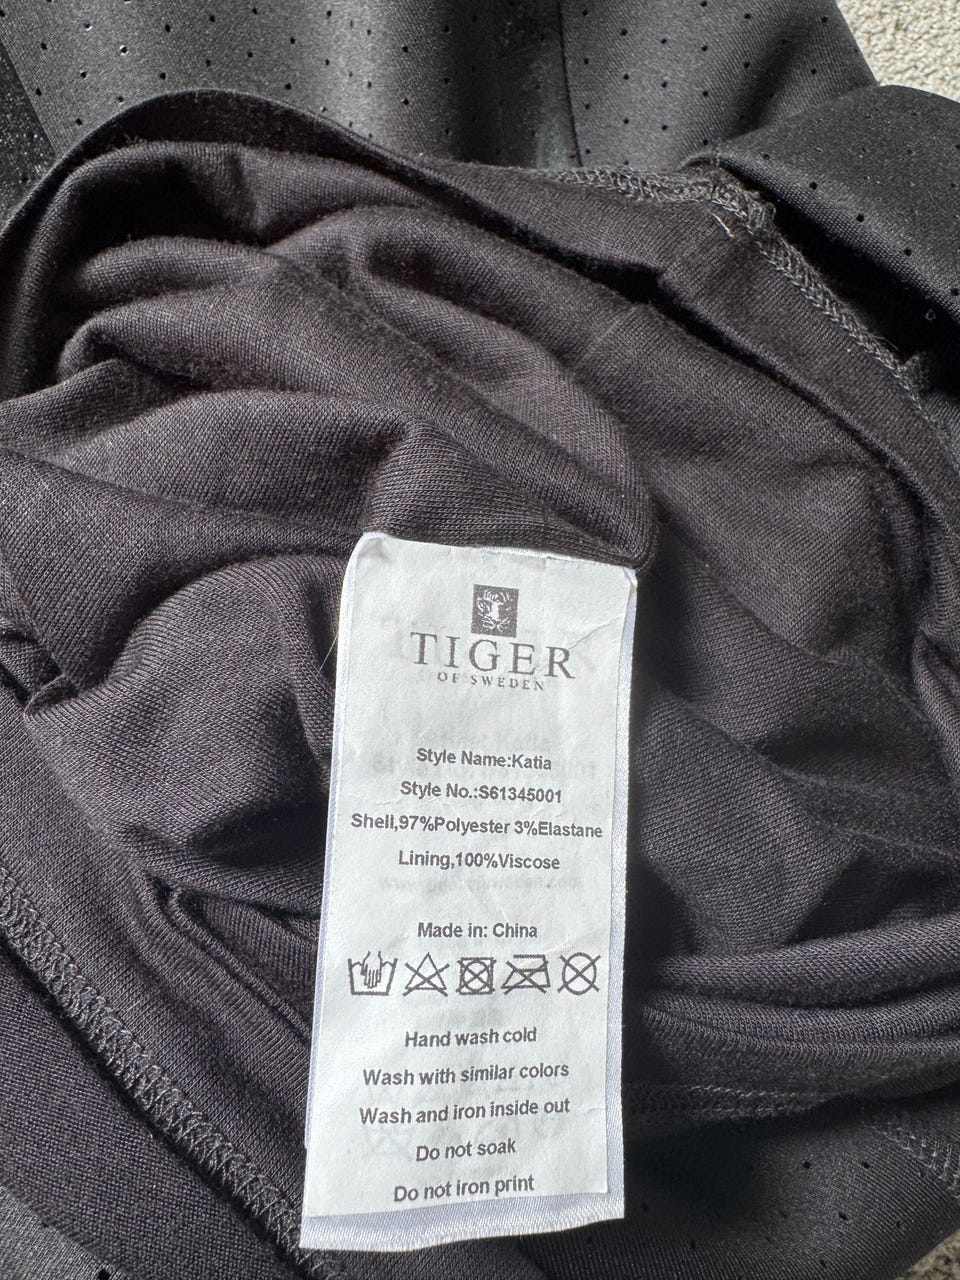 TIGER
OF SWEDEN
Style Name:Katia
Style No.:S61345001
Shell,97%Polyester 3%Elastane
Lining,100%Viscose
Made in: China
Hand wash cold
Wash with similar colors
Wash and iron inside out
Do not soak
Do not iron print